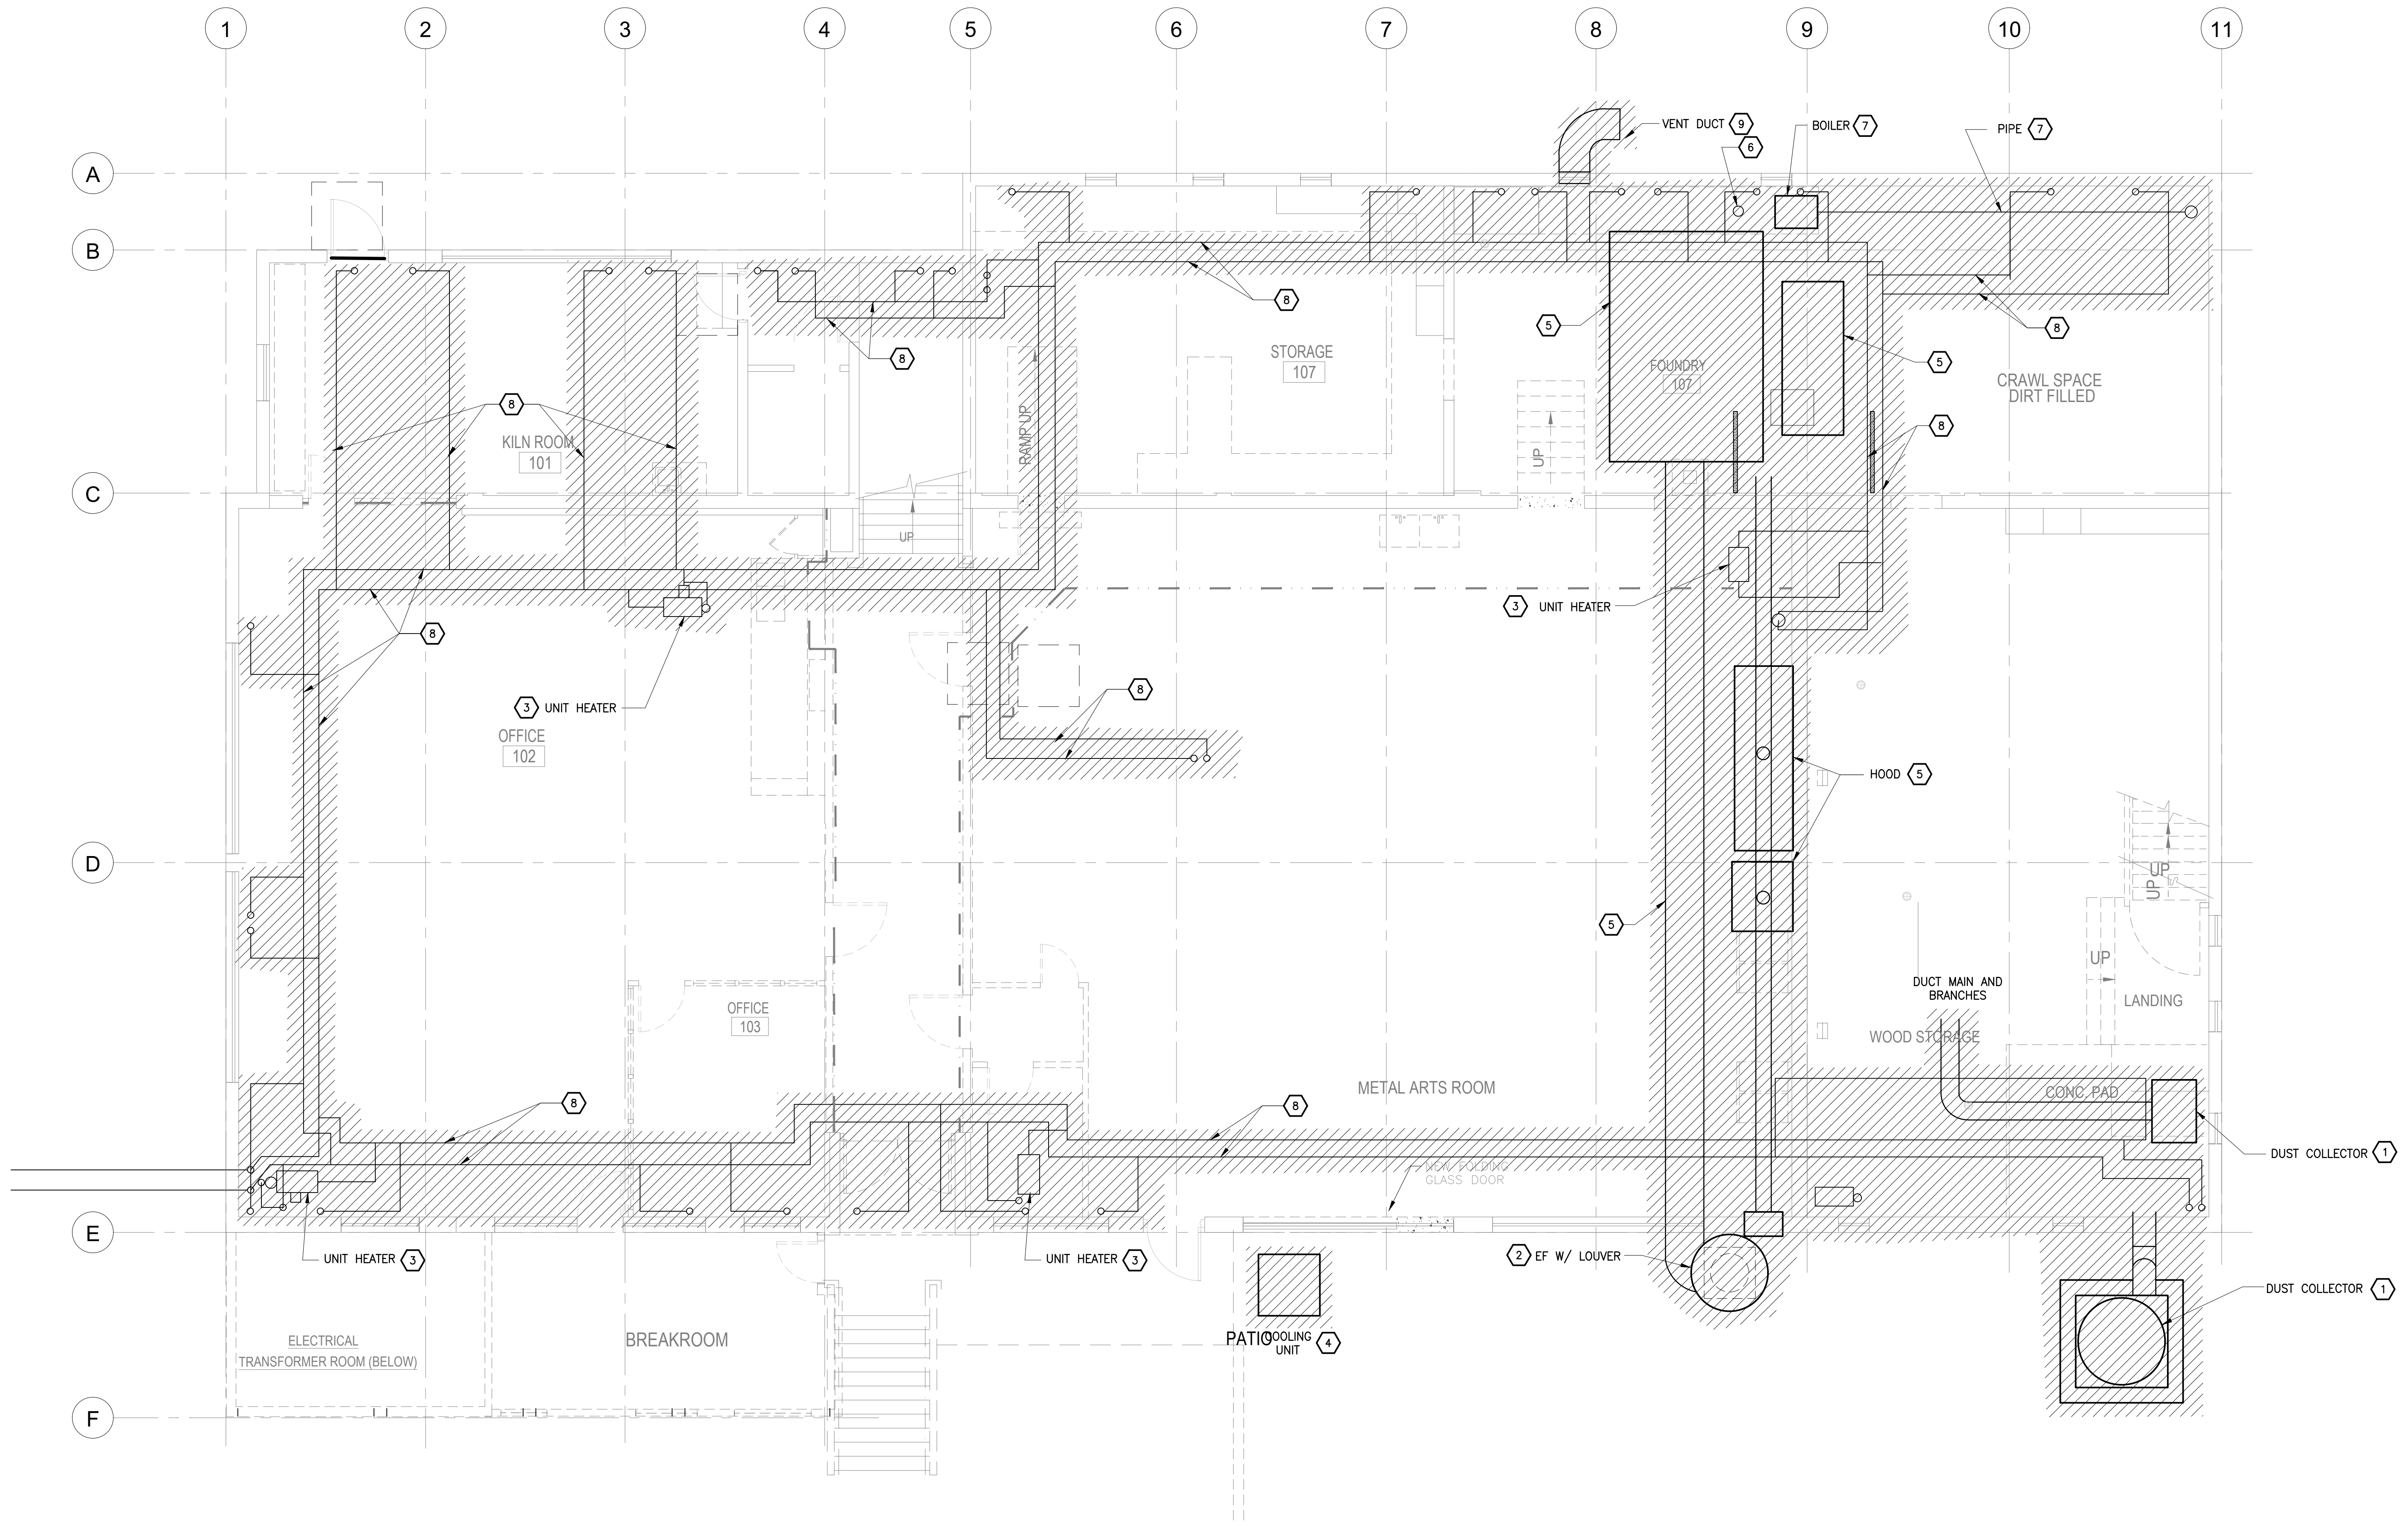 1 2 3 4 5 6 7 8 9 10 11
VENT DUCT 9
BOILER 7
PIPE 7
6
A
B
8
8
8
5
STORAGE
107
FOUNDRY
107
5
CRAWL SPACE
DIRT FILLED
8
KILN ROOM
101
RAMP UP
UP
8
C
UP
3 UNIT HEATER
8
8
3 UNIT HEATER
OFFICE
102
HOOD 5
D
UP
UP
5
UP
DUCT MAIN AND
BRANCHES
LANDING
OFFICE
103
WOOD STORAGE
METAL ARTS ROOM
CONC. PAD
8
8
DUST COLLECTOR 1
NEW FOLDING
GLASS DOOR
E
UNIT HEATER 3
UNIT HEATER 3
2 EF W/ LOUVER
DUST COLLECTOR 1
ELECTRICAL
TRANSFORMER ROOM (BELOW)
BREAKROOM
PATIO
COOLING
UNIT 4
F